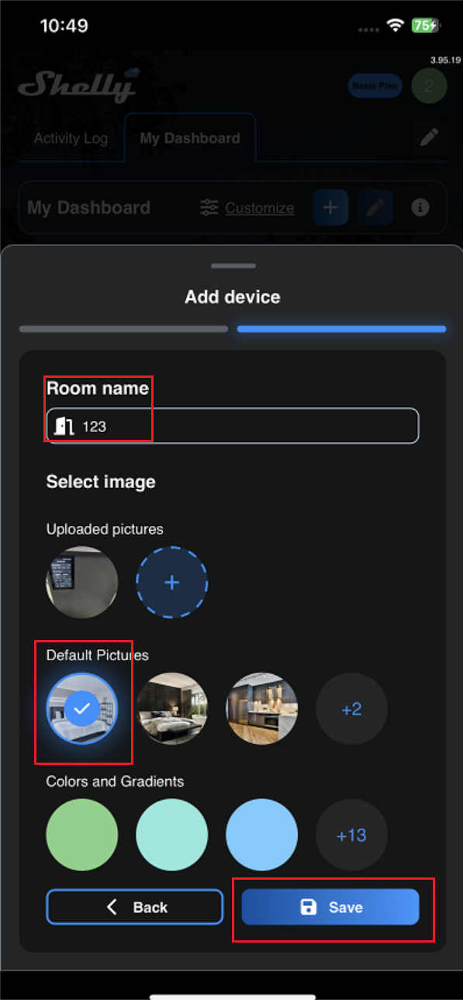 10:49
75
3.95.19
Shelly
Basic Plan
2
Activity Log
My Dashboard
My Dashboard
Customize
Add device
Room name
123
Select image
Uploaded pictures
Default Pictures
+2
Colors and Gradients
+13
Back
Save